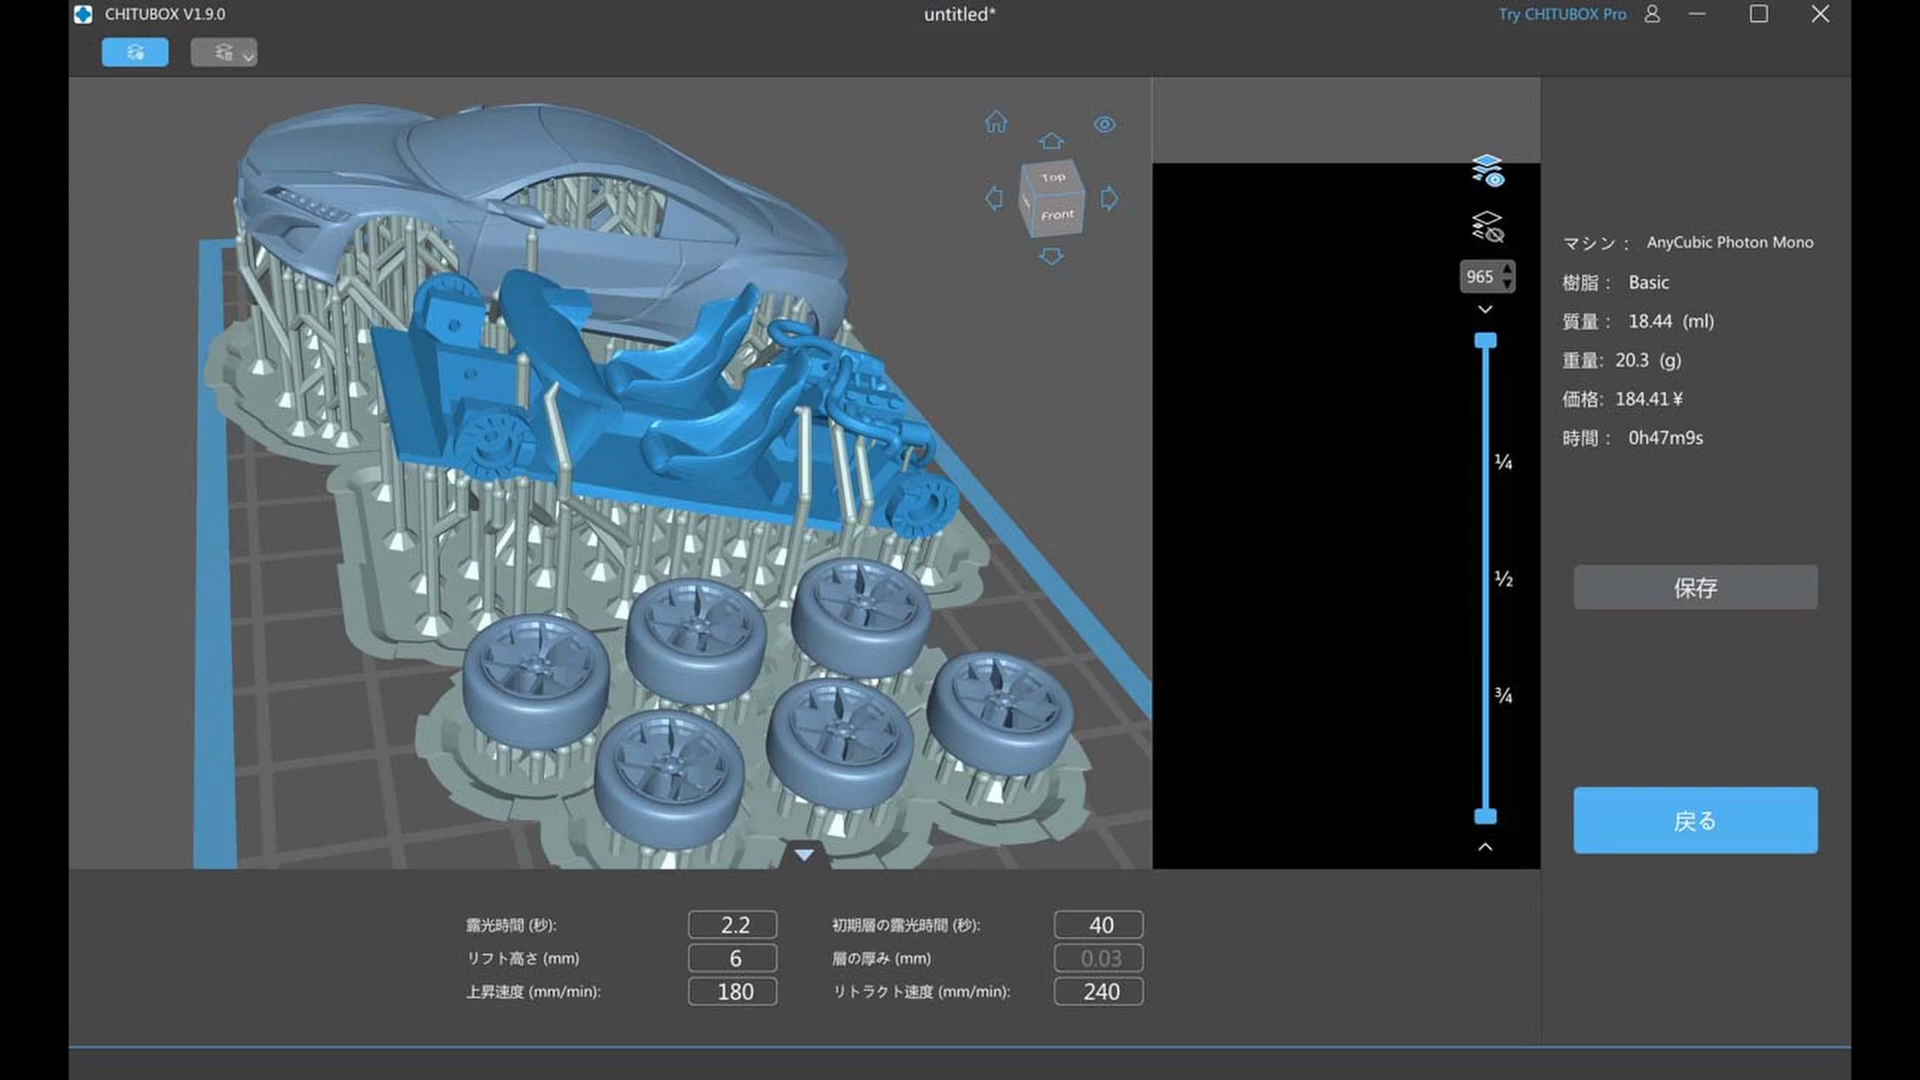 CHITUBOX V1.9.0
untitled*
Try CHITUBOX Pro
Top
Front
965
1/4
1/2
3/4
マシン： AnyCubic Photon Mono
樹脂： Basic
質量： 18.44 (ml)
重量: 20.3 (g)
価格: 184.41¥
時間： 0h47m9s
保存
戻る
露光時間 (秒): 2.2 初期層の露光時間 (秒): 40
リフト高さ (mm) 6 層の厚み (mm) 0.03
上昇速度 (mm/min): 180 リトラクト速度 (mm/min): 240